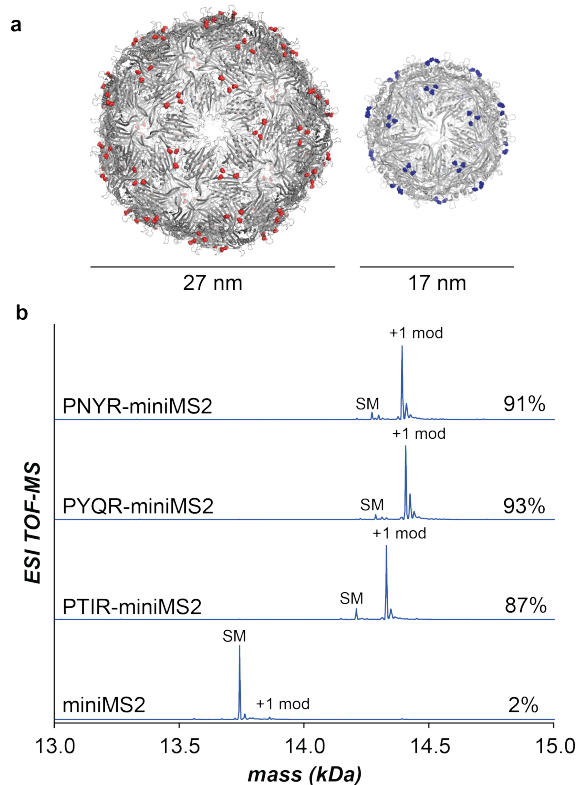 a
27 nm
17 nm
b
+1 mod
SM
PNYR-miniMS2
91%
+1 mod
SM
PYQR-miniMS2
93%
+1 mod
SM
PTIR-miniMS2
87%
SM
+1 mod
miniMS2
2%
ESI TOF-MS
13.0
13.5
14.0
14.5
15.0
mass (kDa)